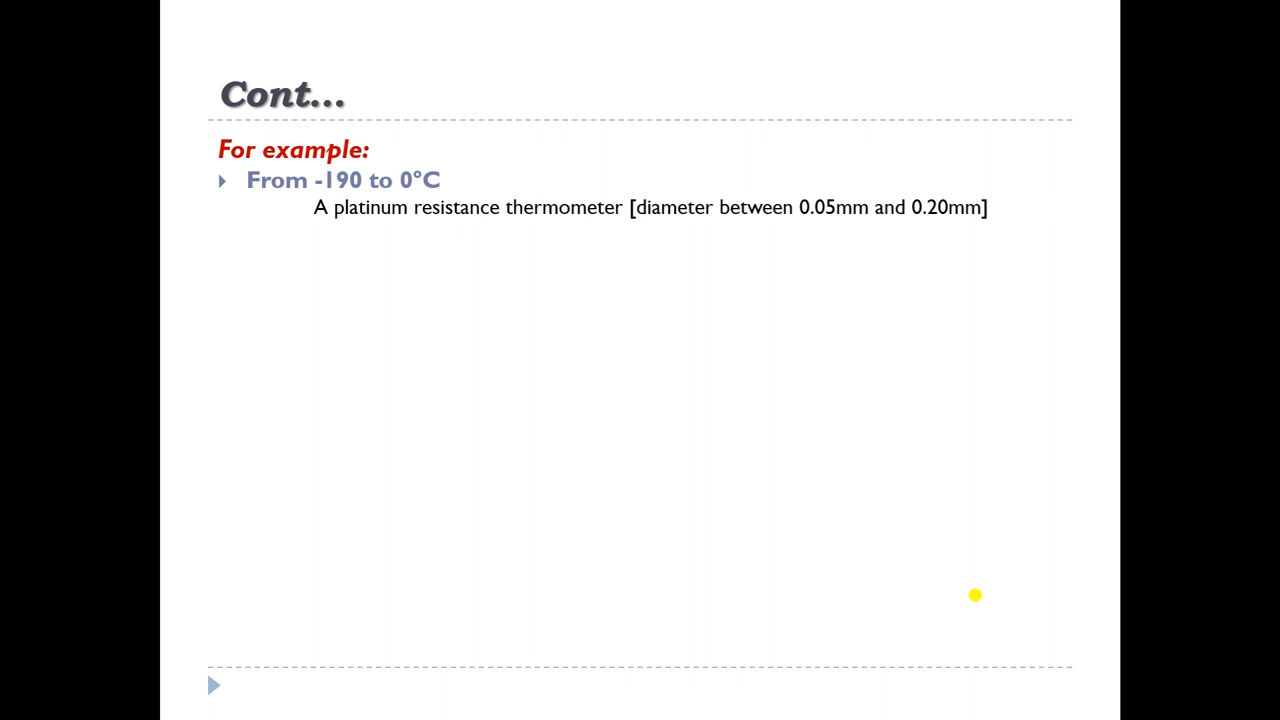 Cont...
For example:
From -190 to 0°C
A platinum resistance thermometer [diameter between 0.05mm and 0.20mm]